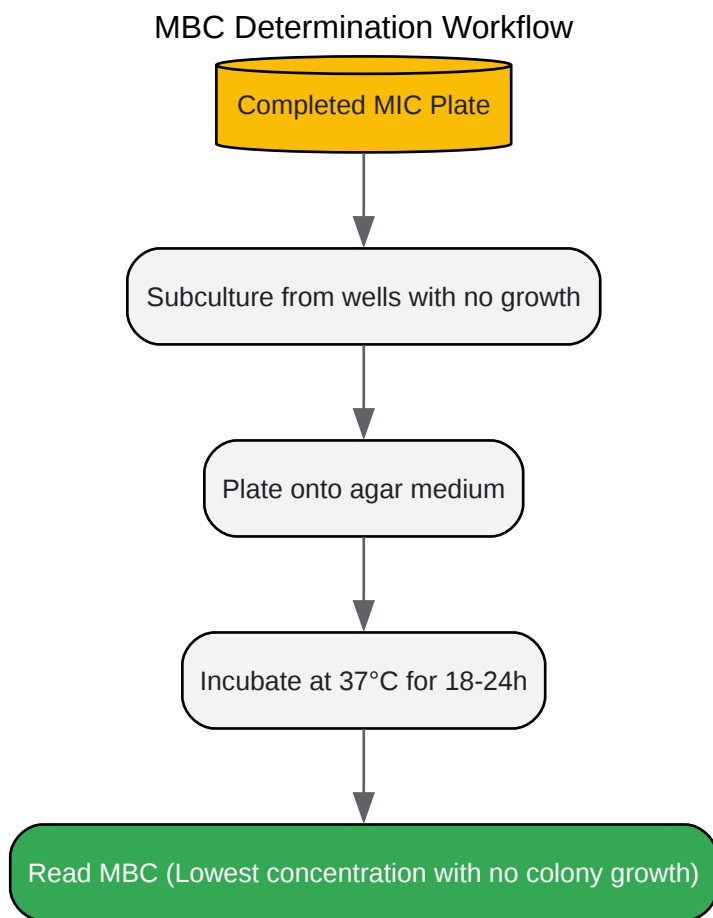 MBC Determination Workflow
Completed MIC Plate
Subculture from wells with no growth
Plate onto agar medium
Incubate at 37°C for 18-24h
Read MBC (Lowest concentration with no colony growth)